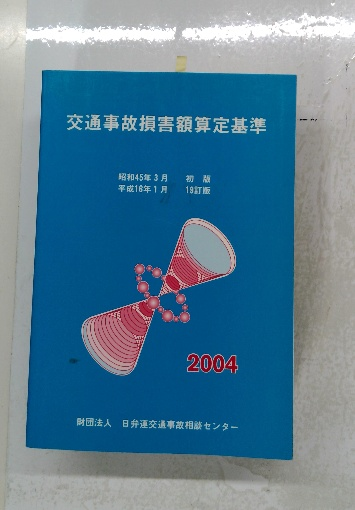 交通事故損害額算定基準
昭和45年3月 初版
平成16年1月 19訂版
2004
財団法人 日弁連交通事故相談センター